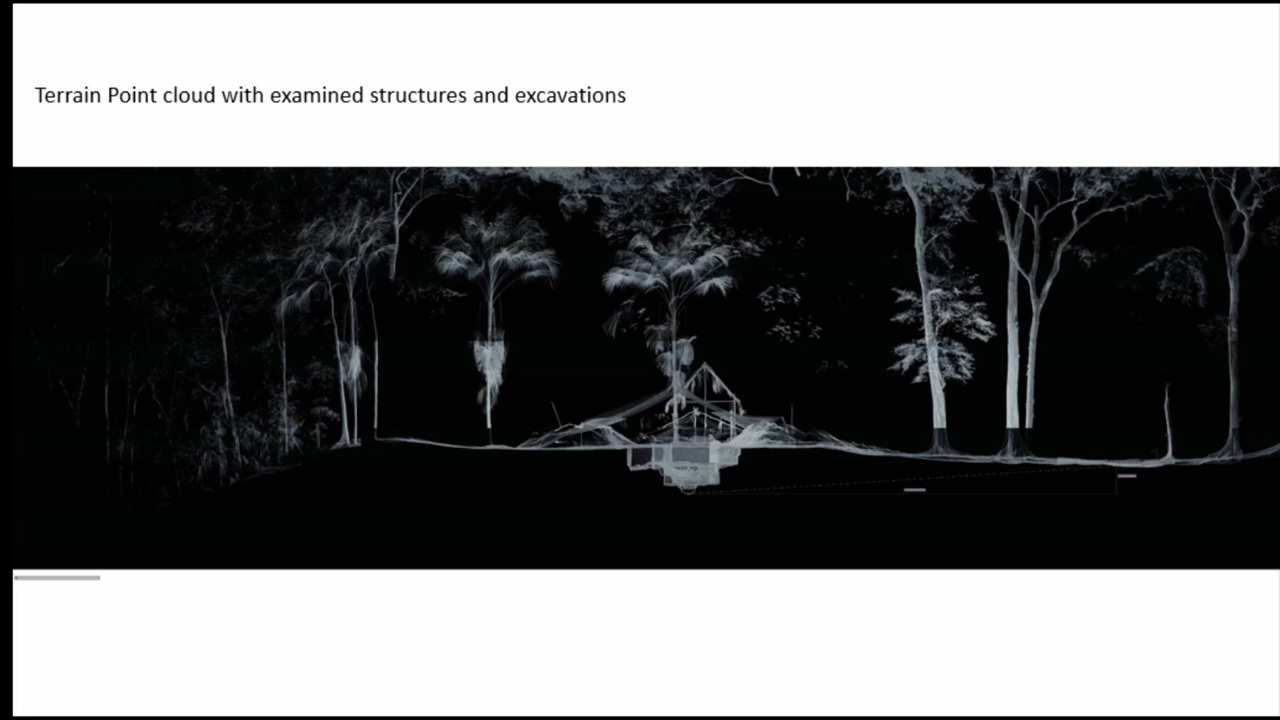 Terrain Point cloud with examined structures and excavations